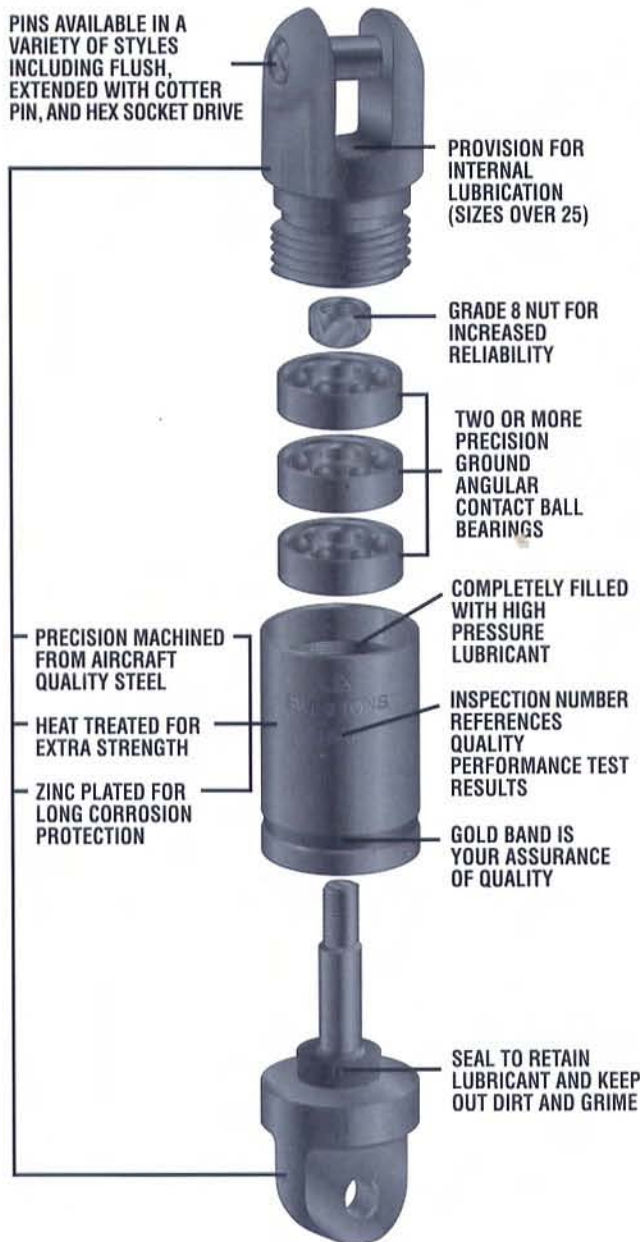 PINS AVAILABLE IN A
VARIETY OF STYLES
INCLUDING FLUSH,
EXTENDED WITH COTTER
PIN, AND HEX SOCKET DRIVE
PROVISION FOR
INTERNAL
LUBRICATION
(SIZES OVER 25)
GRADE 8 NUT FOR
INCREASED
RELIABILITY
TWO OR MORE
PRECISION
GROUND
ANGULAR
CONTACT BALL
BEARINGS
COMPLETELY FILLED
WITH HIGH
PRESSURE
LUBRICANT
PRECISION MACHINED
FROM AIRCRAFT
QUALITY STEEL
HEAT TREATED FOR
EXTRA STRENGTH
ZINC PLATED FOR
LONG CORROSION
PROTECTION
INSPECTION NUMBER
REFERENCES
QUALITY
PERFORMANCE TEST
RESULTS
GOLD BAND IS
YOUR ASSURANCE
OF QUALITY
SEAL TO RETAIN
LUBRICANT AND KEEP
OUT DIRT AND GRIME